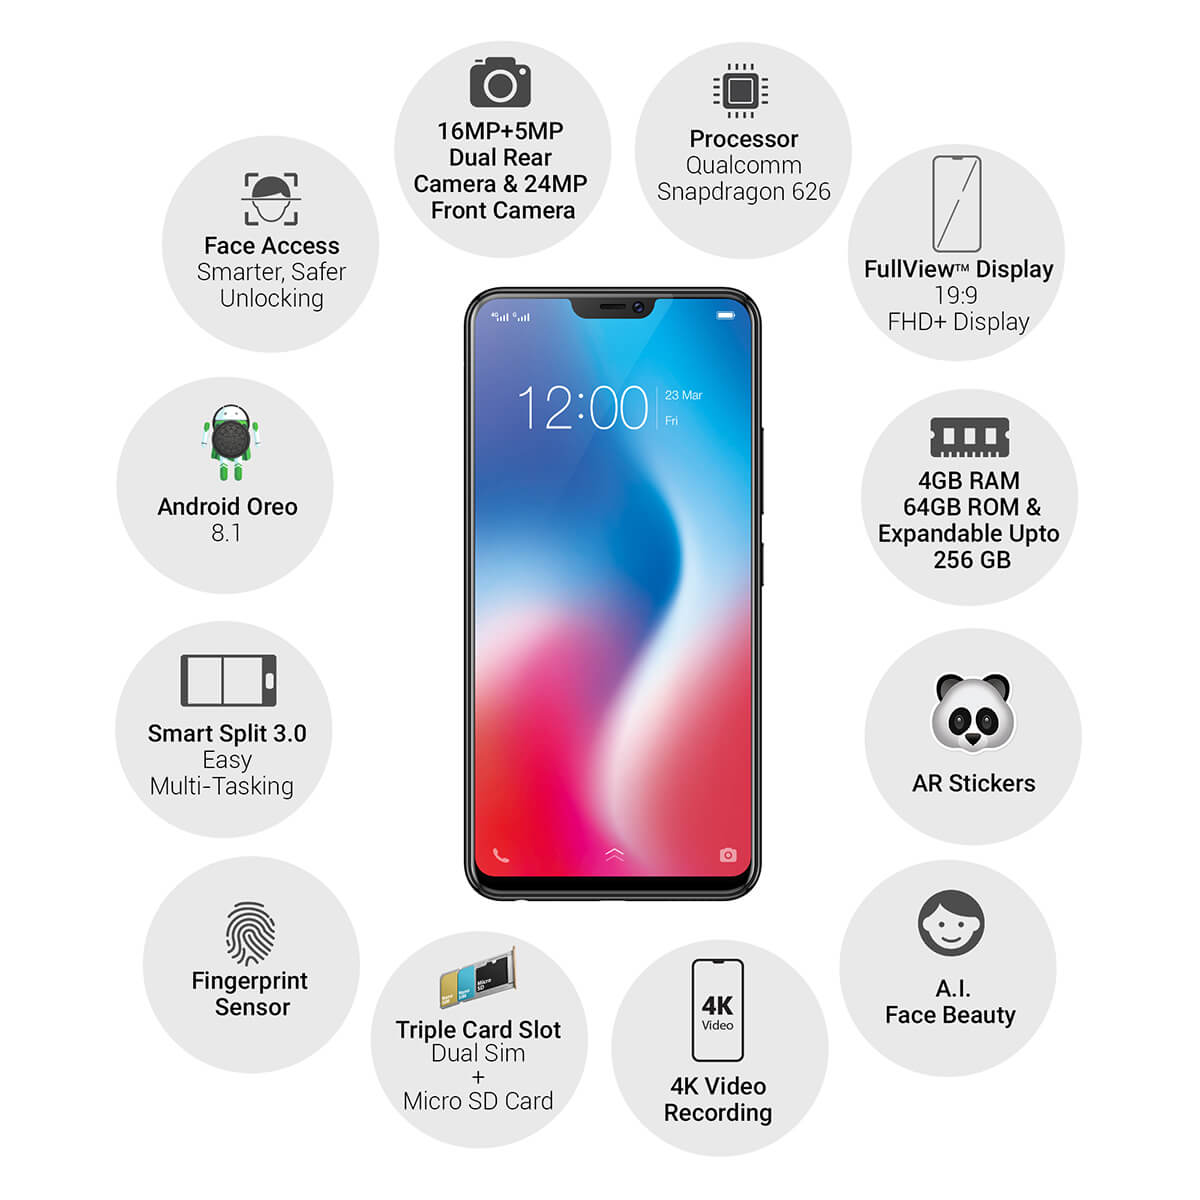 16MP+5MP
Dual Rear
Camera & 24MP
Front Camera
Processor
Qualcomm
Snapdragon 626
Face Access
Smarter, Safer
Unlocking
FullView™ Display
19:9
FHD+ Display
4G G
12:00
23 Mar
Fri
Android Oreo
8.1
4GB RAM
64GB ROM &
Expandable Upto
256 GB
Smart Split 3.0
Easy
Multi-Tasking
AR Stickers
Fingerprint
Sensor
Micro
SD
Triple Card Slot
Dual Sim
+
Micro SD Card
4K
Video
4K Video
Recording
A.I.
Face Beauty